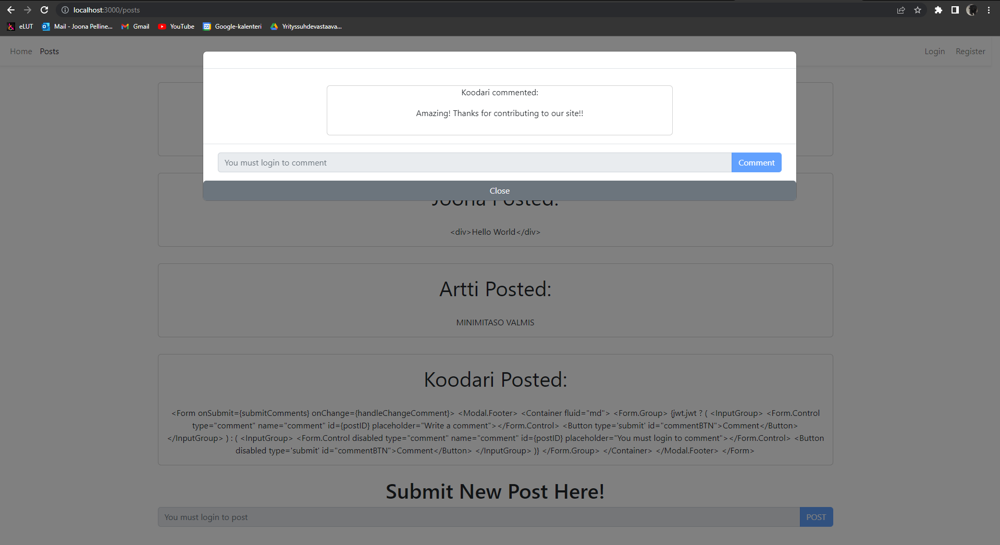 localhost:3000/posts
eLUT Mail - Joona Pelline... Gmail YouTube 22 Google-kalenteri Yrityssuhdevastaava...
Home Posts Login Register
Koodari commented:
Amazing! Thanks for contributing to our site!!
You must login to comment Comment
Close
Joona Posted:
<div>Hello World</div>
Artti Posted:
MINIMITASO VALMIS
Koodari Posted:
<Form onSubmit={submitComments} onChange={handleChangeComment}> <Modal.Footer> <Container fluid="md"> <Form.Group> {jwt.jwt ? ( <InputGroup> <Form.Control
type="comment" name="comment" id={postID} placeholder="Write a comment"></Form.Control> <Button type='submit' id="commentBTN">Comment</Button>
</InputGroup> ) : ( <InputGroup> <Form.Control disabled type="comment" name="comment" id={postID} placeholder="You must login to comment"></Form.Control> <Button
disabled type='submit' id="commentBTN">Comment</Button> </InputGroup> )} </Form.Group> </Container> </Modal.Footer> </Form>
Submit New Post Here!
You must login to post POST